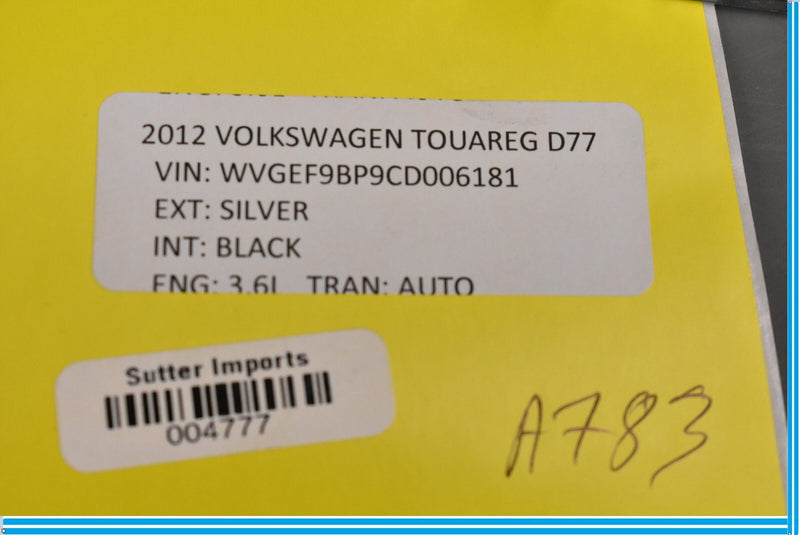 2012 VOLKSWAGEN TOUAREG D77
VIN: WVGEF9BP9CD006181
EXT: SILVER
INT: BLACK
ENG: 3.6L TRAN: AUTO
Sutter Imports
004777
A783